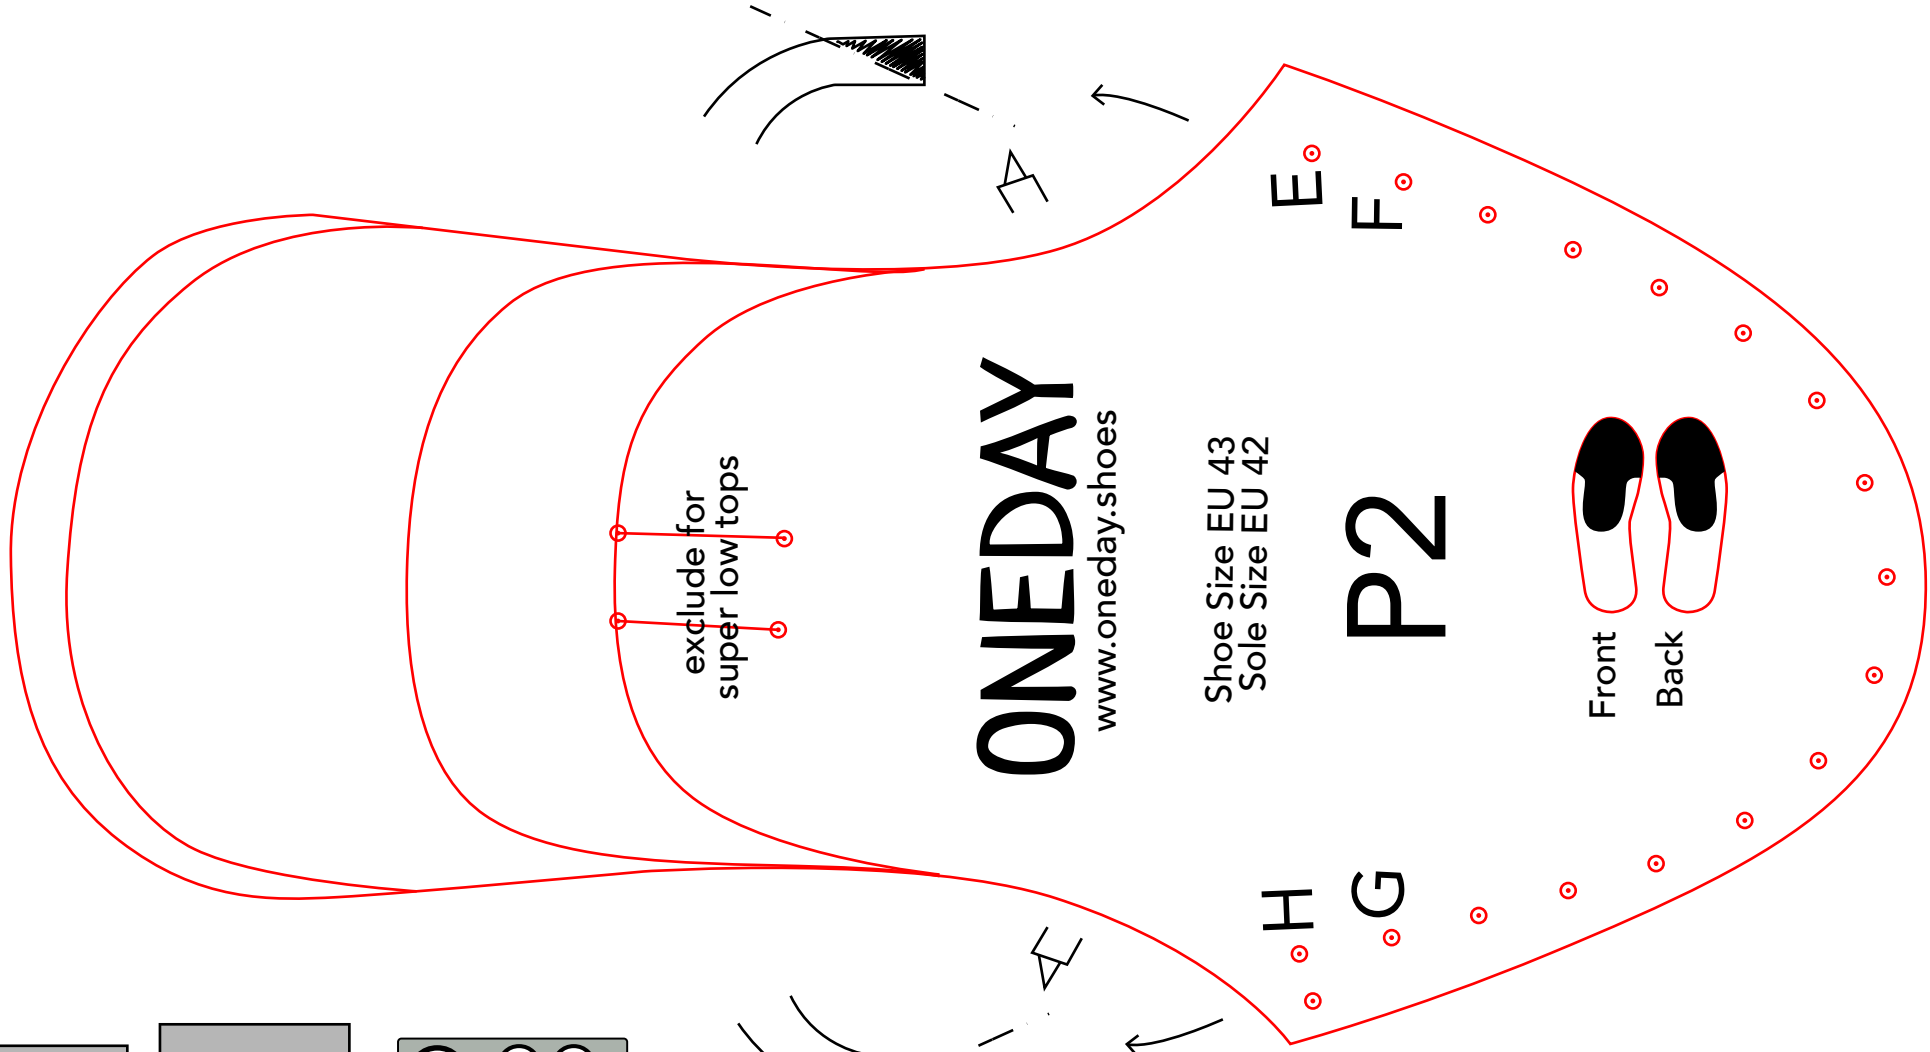 E
F
exclude for
super low tops
ONEDAY
www.oneday.shoes
Shoe Size EU 43
Sole Size EU 42
P2
Front
Back
H
G